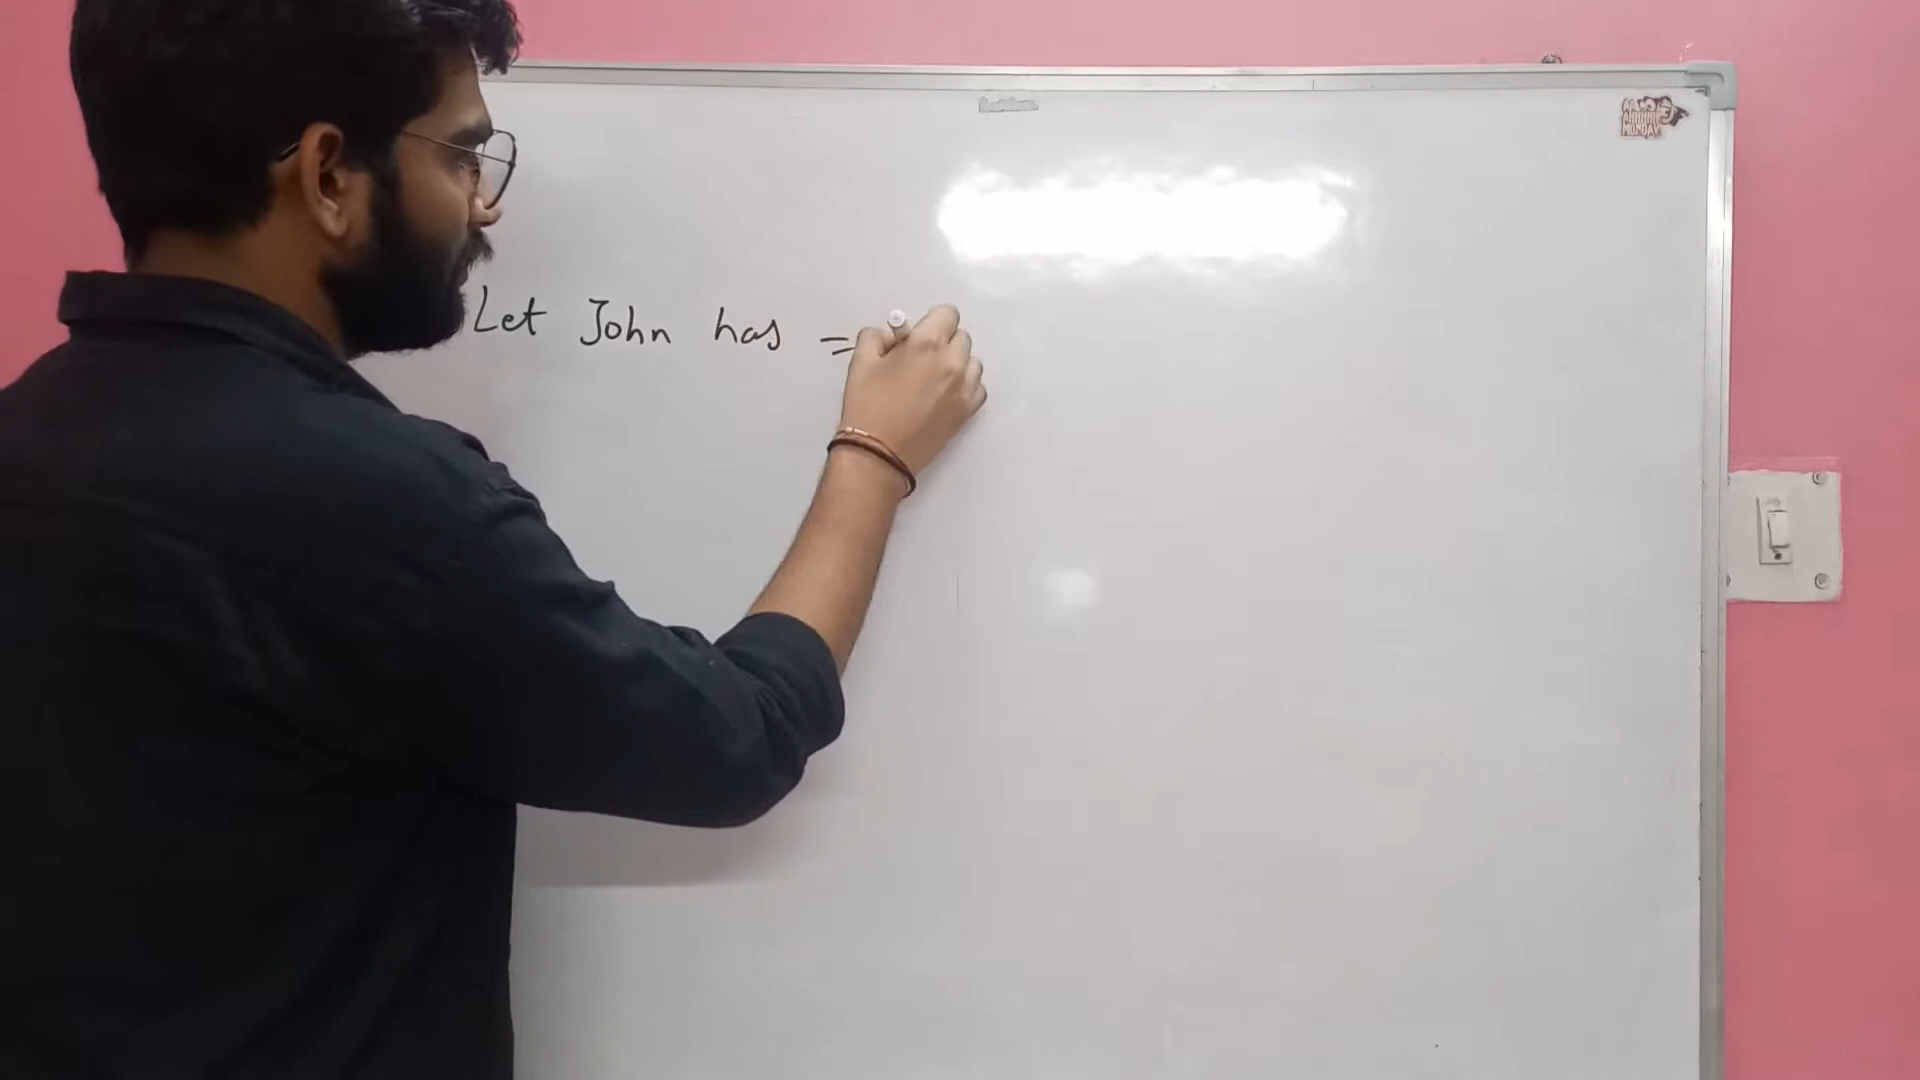 Let John has =